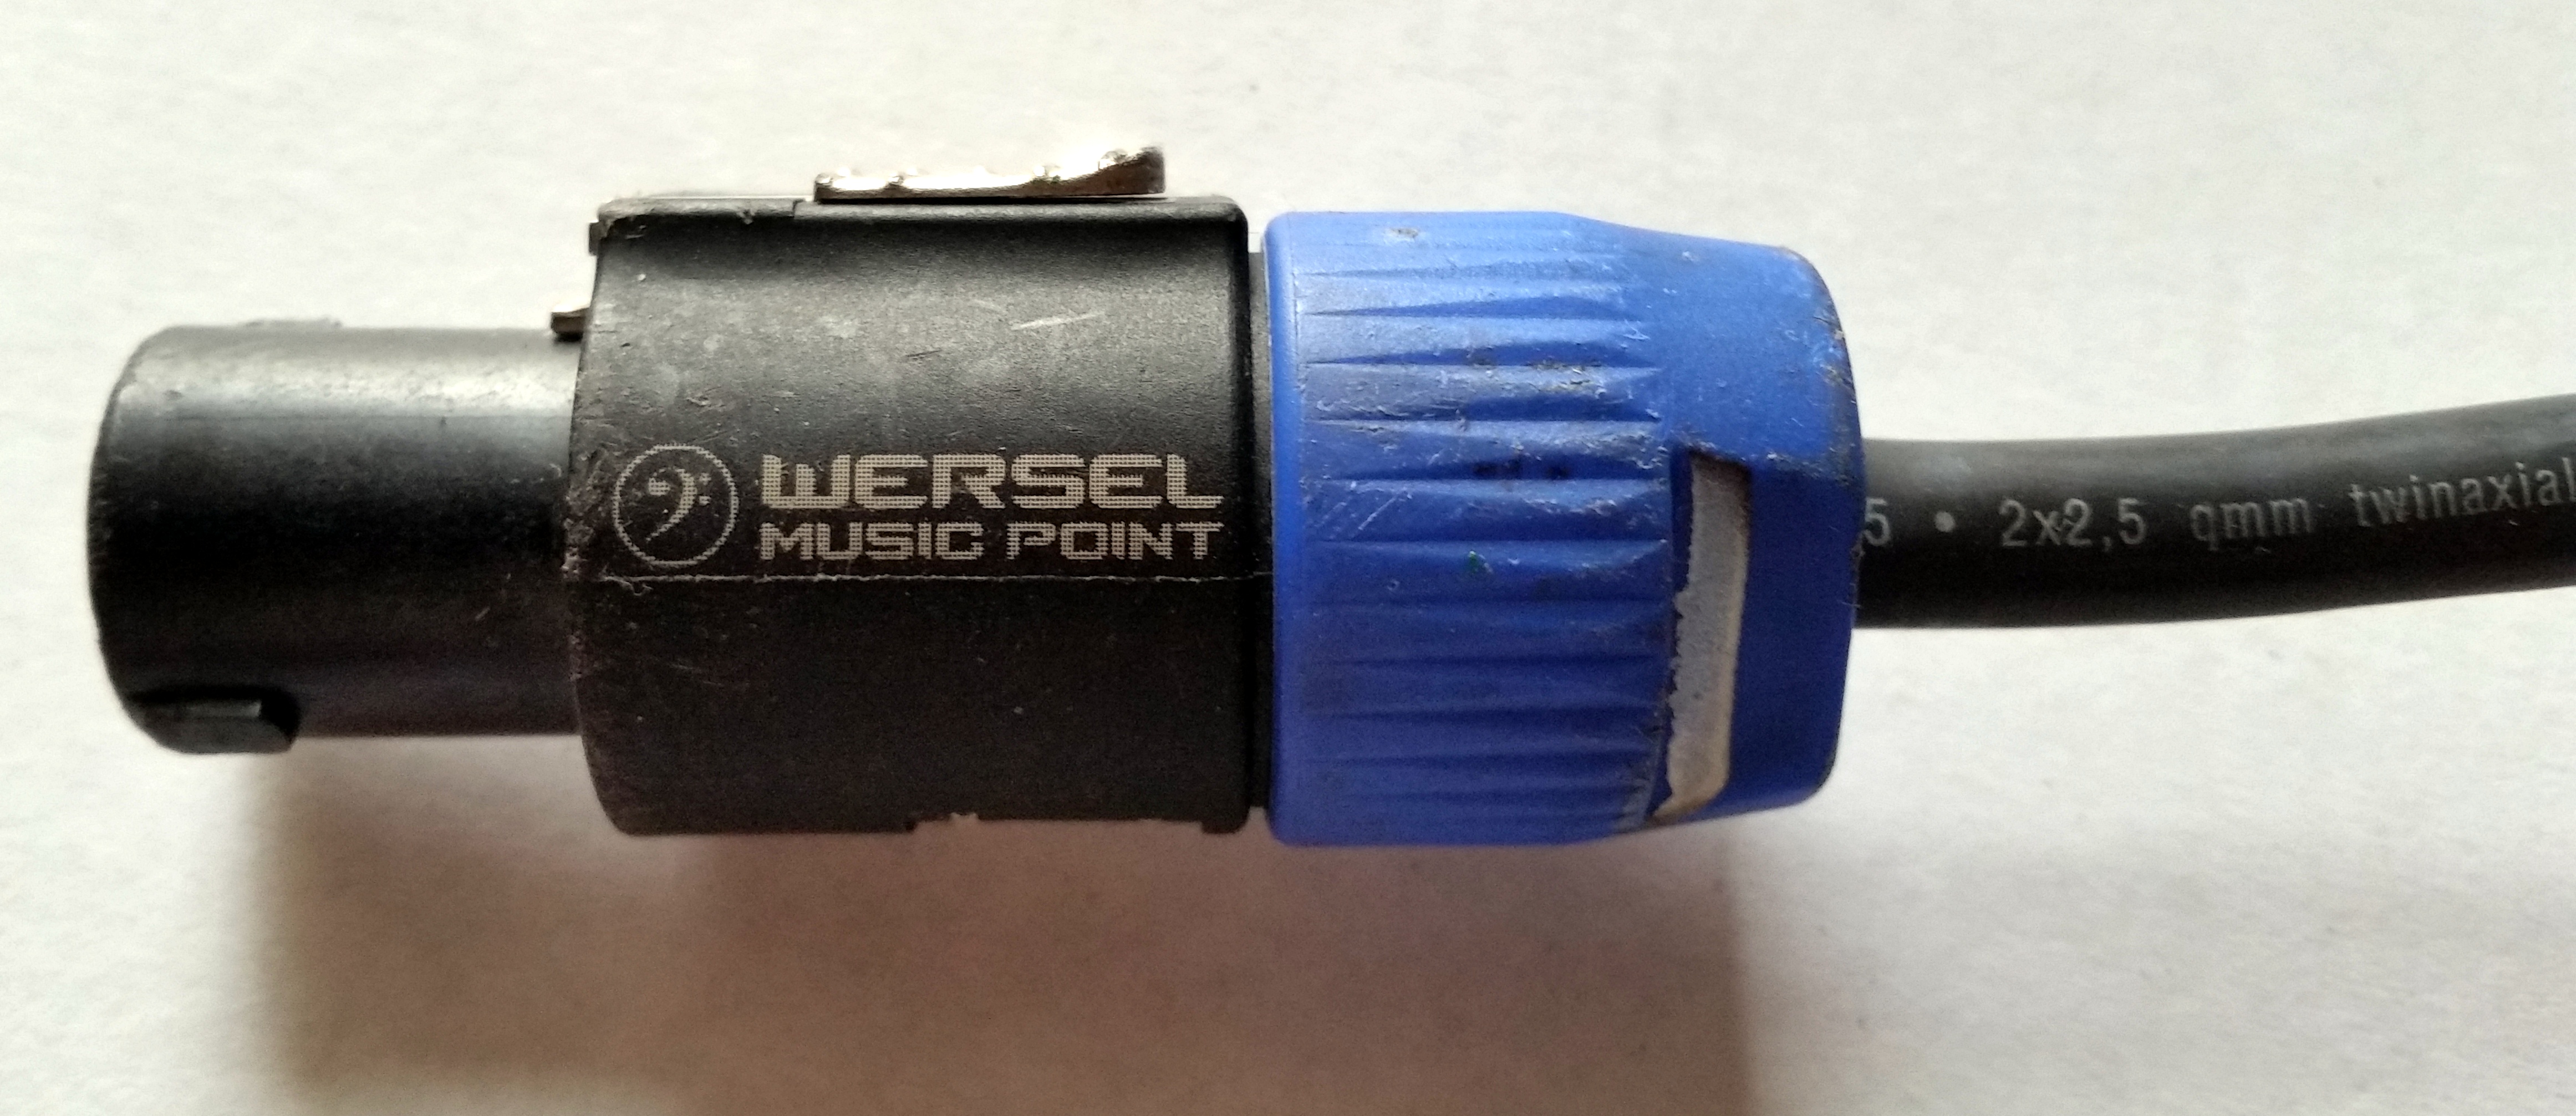 WERSEL
MUSIC POINT
5 • 2x2,5 qmm twinaxial